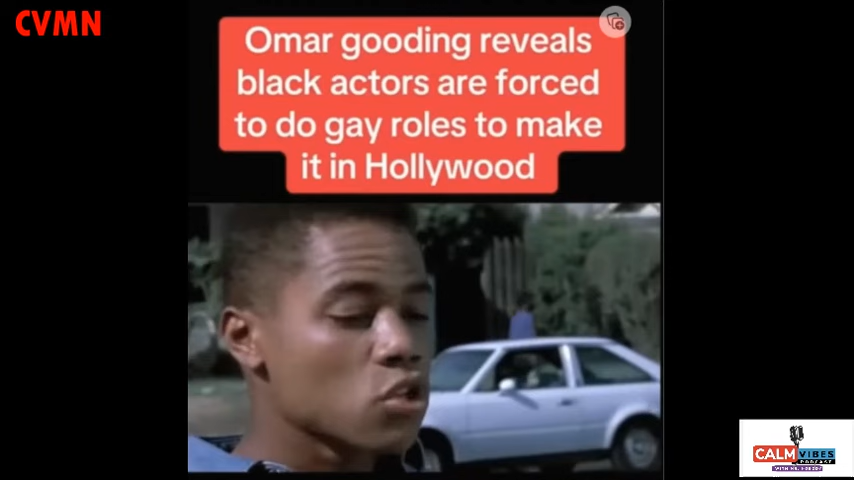 CVMN
Omar gooding reveals
black actors are forced
to do gay roles to make
it in Hollywood
CALM VIBES
PODCAST